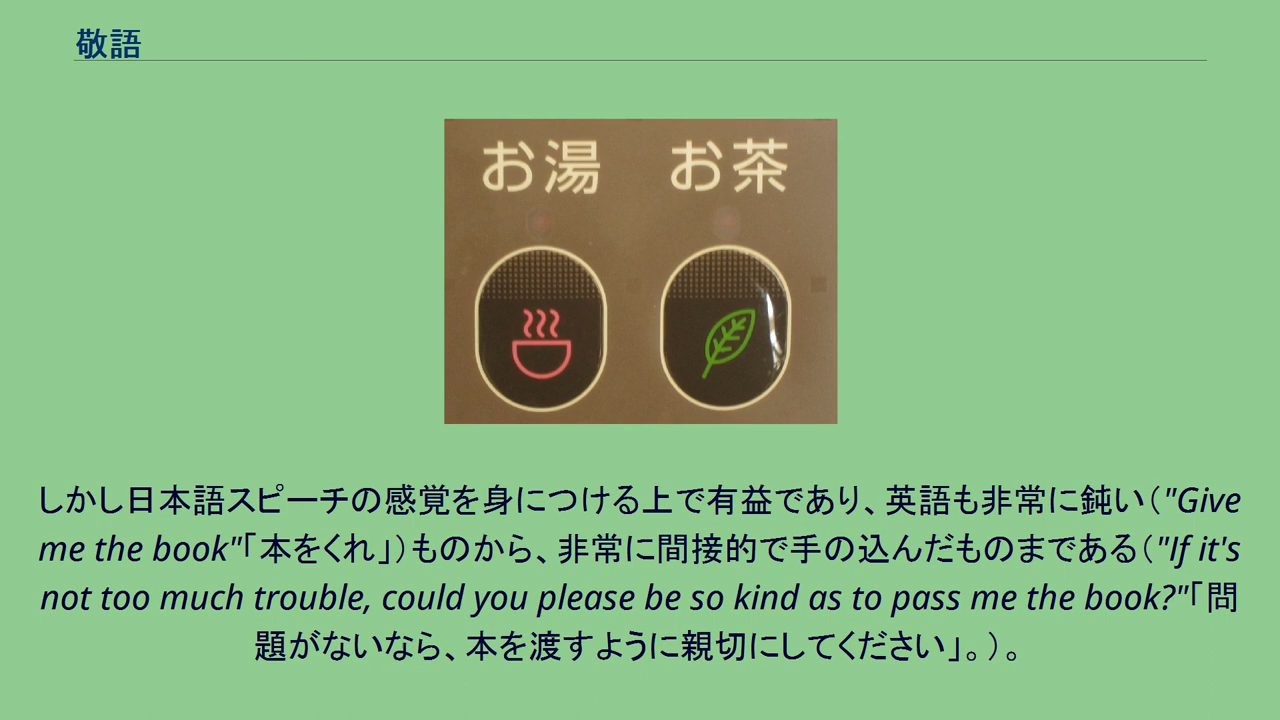 敬語
お湯 お茶
しかし日本語スピーチの感覚を身につける上で有益であり、英語も非常に鈍い（"Give
me the book"「本をくれ」）ものから、非常に間接的で手の込んだものまである（"If it's
not too much trouble, could you please be so kind as to pass me the book?"「問
題がないなら、本を渡すように親切にしてください」。）。